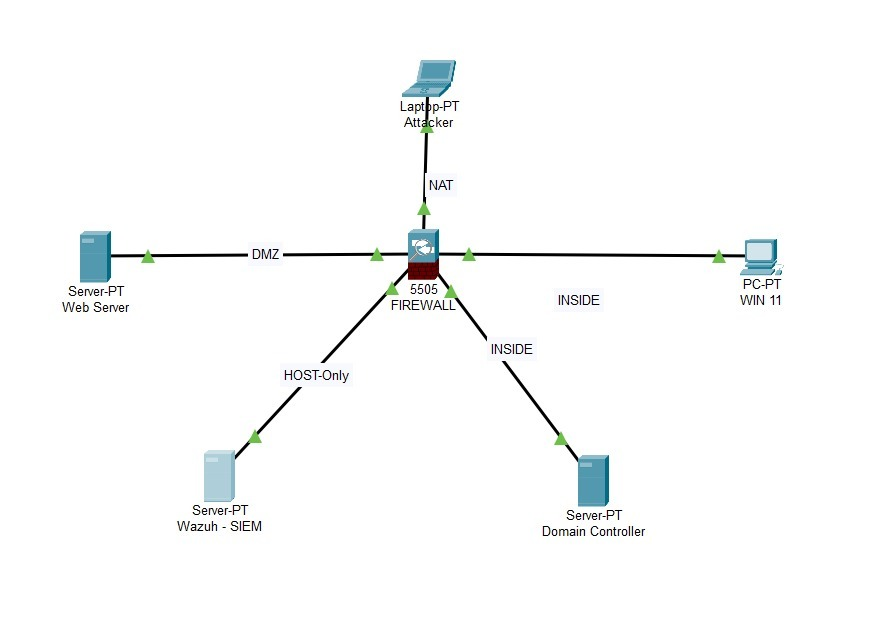 Laptop-PT
Attacker
NAT
DMZ
Server-PT
Web Server
5505
FIREWALL
PC-PT
WIN 11
INSIDE
INSIDE
HOST-Only
Server-PT
Wazuh - SIEM
Server-PT
Domain Controller